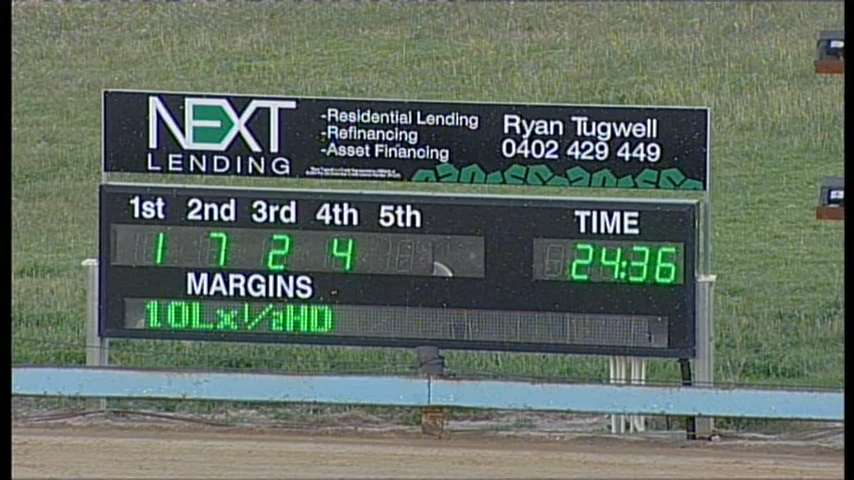 NEXT
LENDING
-Residential Lending
-Refinancing
-Asset Financing
Ryan Tugwell
0402 429 449
1st 2nd 3rd 4th 5th TIME
1 7 2 4 24:36
MARGINS
10Lx½HD